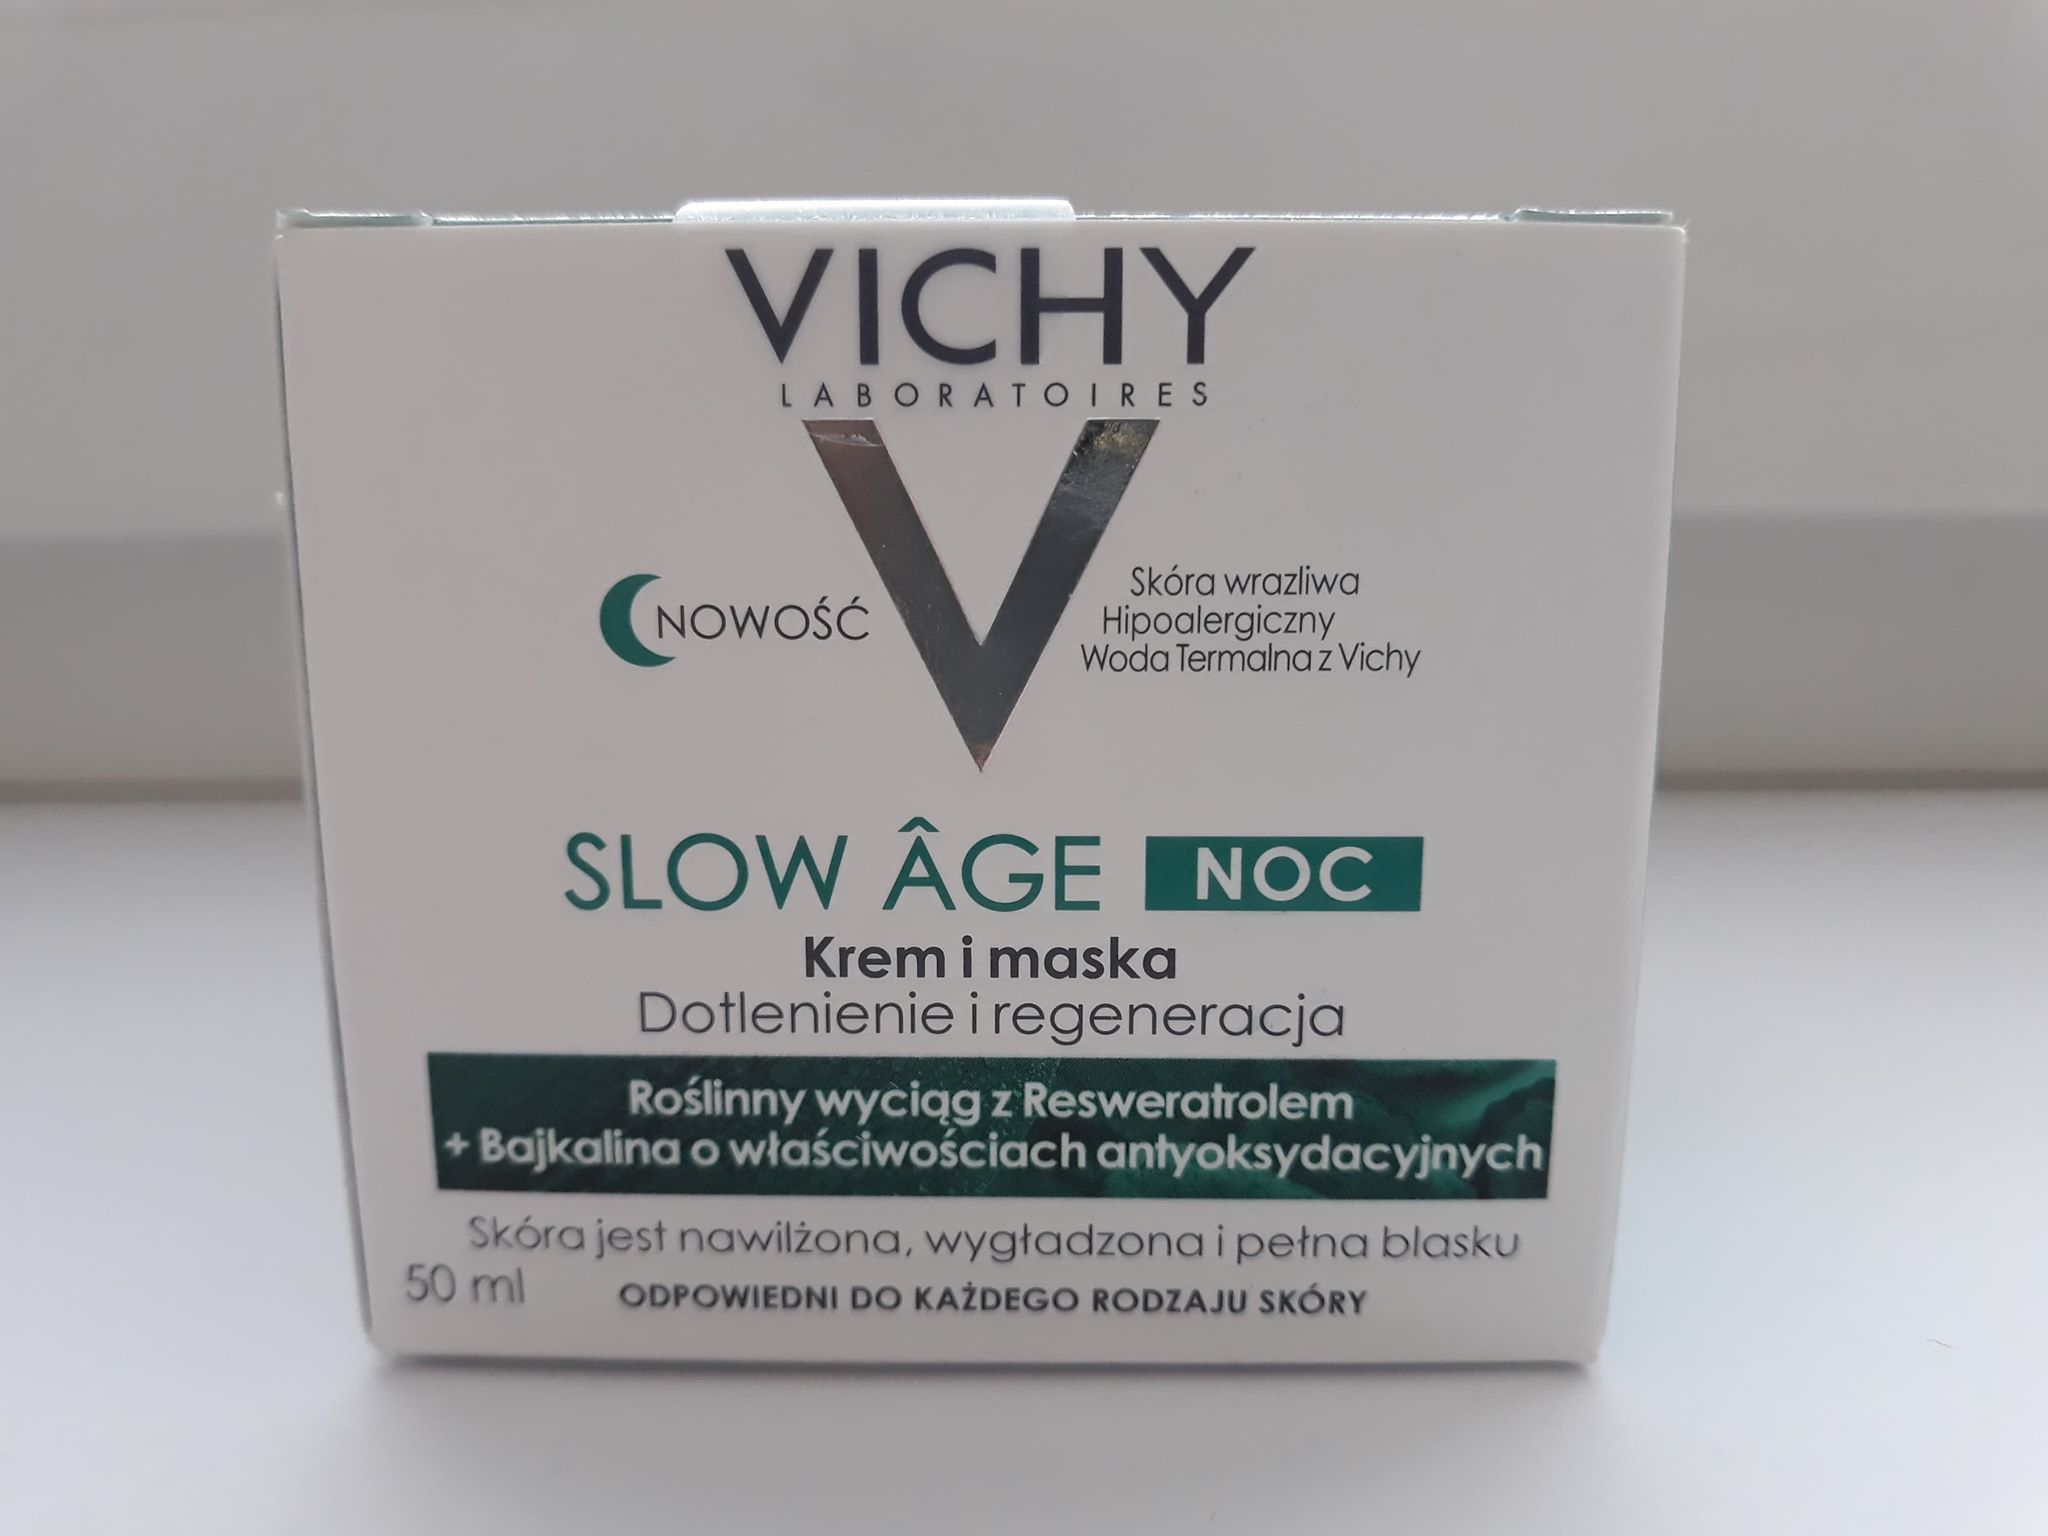 VICHY
LABORATOIRES
NOWOŚĆ
Skóra wrazliwa
Hipoalergiczny
Woda Termalna z Vichy
SLOW ÂGE NOC
Krem i maska
Dotlenienie i regeneracja
Roślinny wyciąg z Resweratrolem
+ Bajkalina o właściwościach antyoksydacyjnych
Skóra jest nawilżona, wygładzona i pełna blasku
50 ml
ODPOWIEDNI DO KAŻDEGO RODZAJU SKÓRY